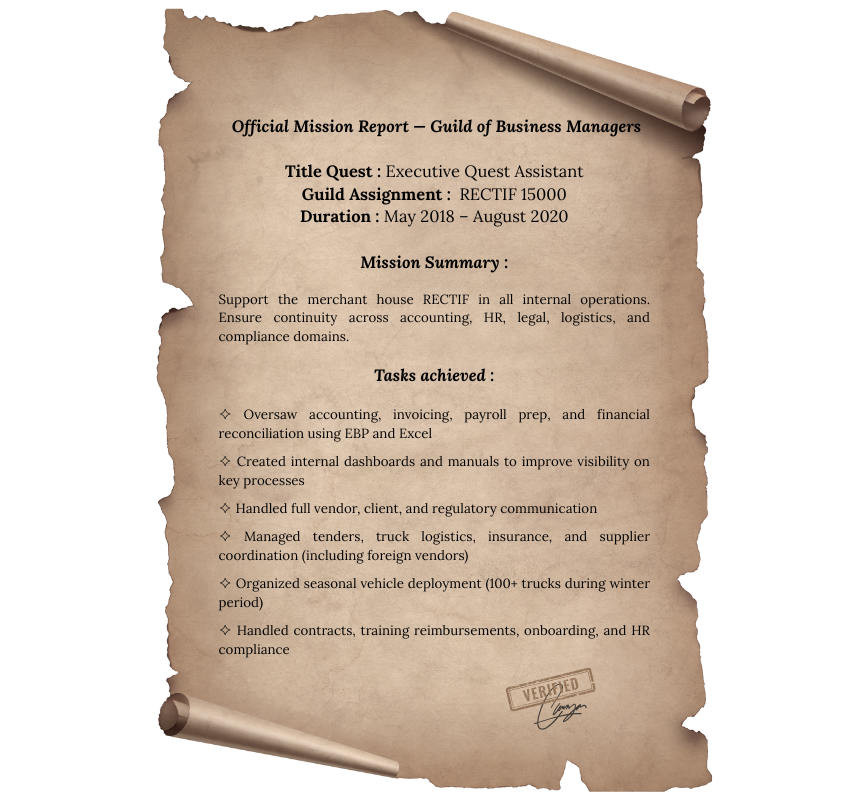 Official Mission Report — Guild of Business Managers
Title Quest : Executive Quest Assistant
Guild Assignment : RECTIF 15000
Duration : May 2018 – August 2020
Mission Summary :
Support the merchant house RECTIF in all internal operations.
Ensure continuity across accounting, HR, legal, logistics, and
compliance domains.
Tasks achieved :
✧ Oversaw accounting, invoicing, payroll prep, and financial
reconciliation using EBP and Excel
✧ Created internal dashboards and manuals to improve visibility on
key processes
✧ Handled full vendor, client, and regulatory communication
✧ Managed tenders, truck logistics, insurance, and supplier
coordination (including foreign vendors)
✧ Organized seasonal vehicle deployment (100+ trucks during winter
period)
✧ Handled contracts, training reimbursements, onboarding, and HR
compliance
VERIFIED